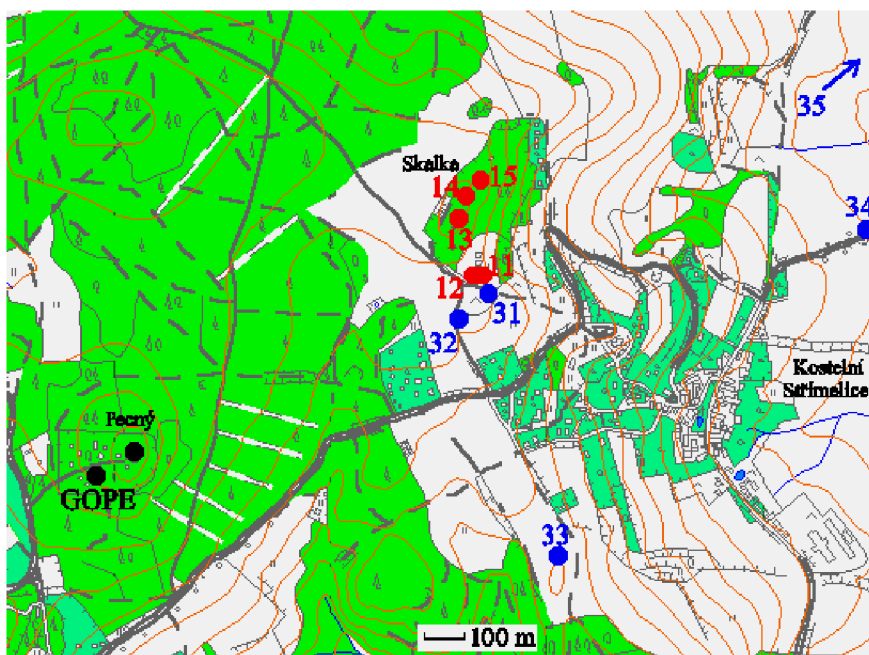 35
Skalka
14
15
13
34
12
11
31
32
Kostelní
Střímelice
Pecný
GOPE
33
100 m